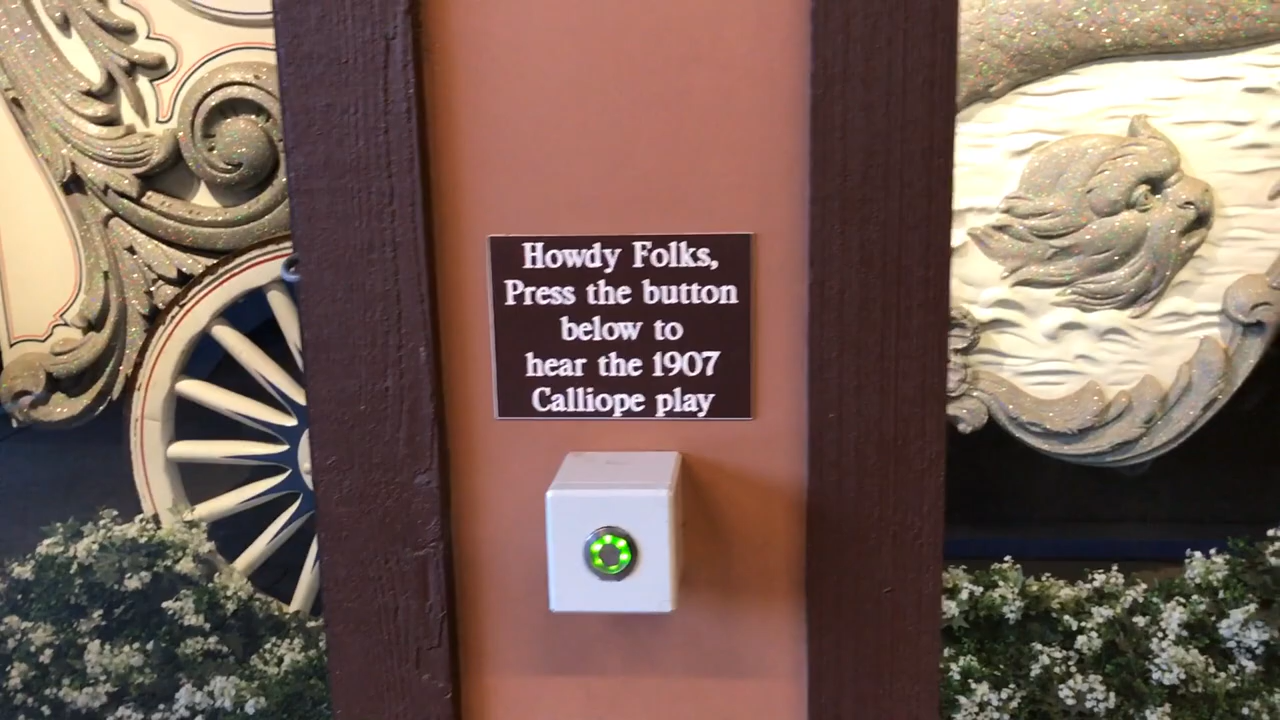 Howdy Folks,
Press the button
below to
hear the 1907
Calliope play